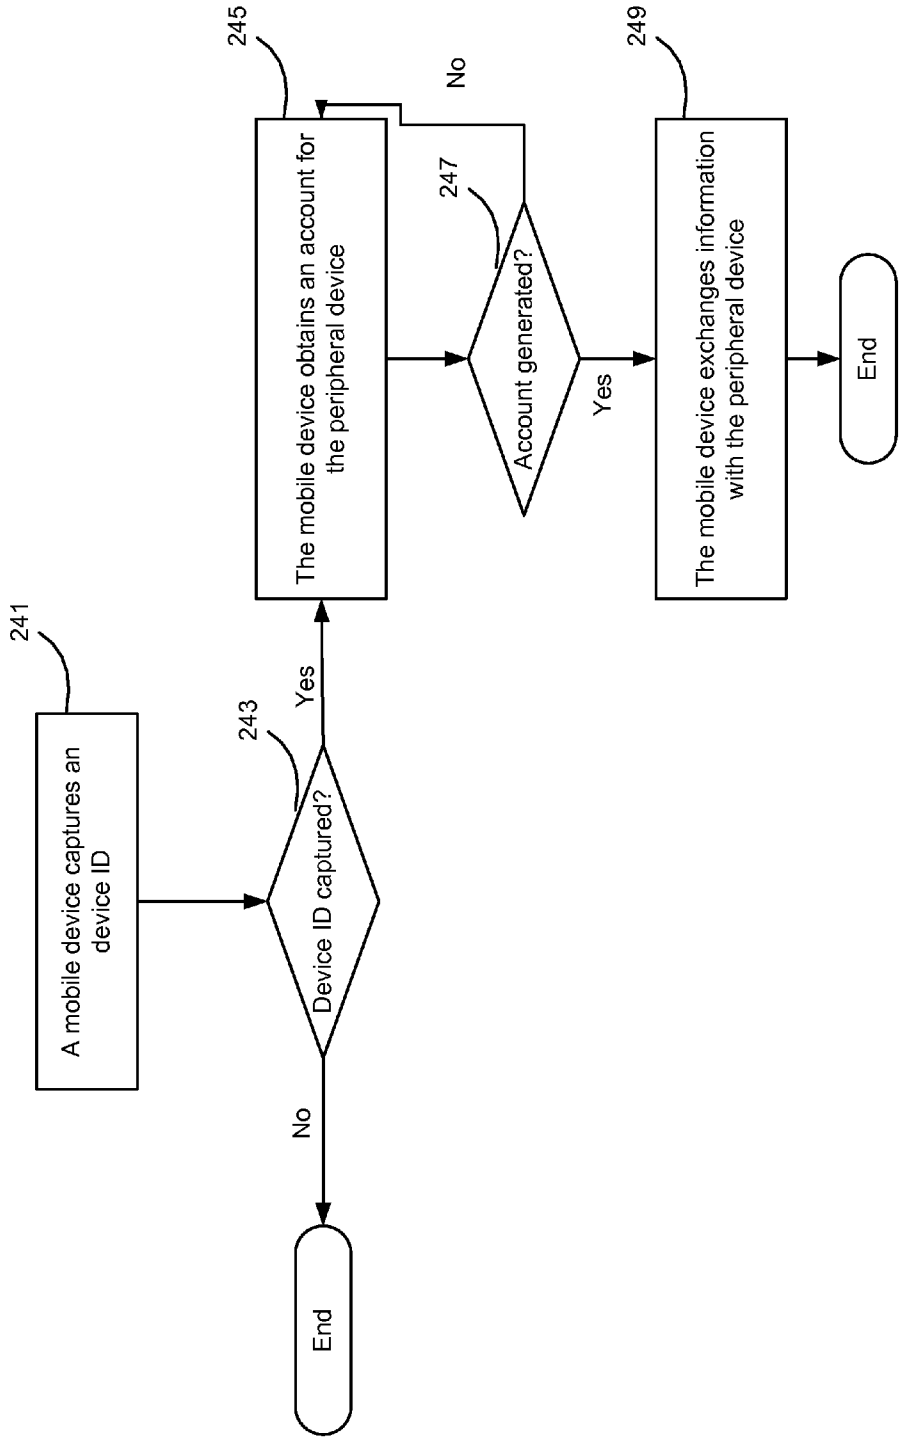 241
A mobile device captures an
device ID
243
Device ID captured?
No
End
Yes
245
The mobile device obtains an account for
the peripheral device
247
Account generated?
No
Yes
249
The mobile device exchanges information
with the peripheral device
End